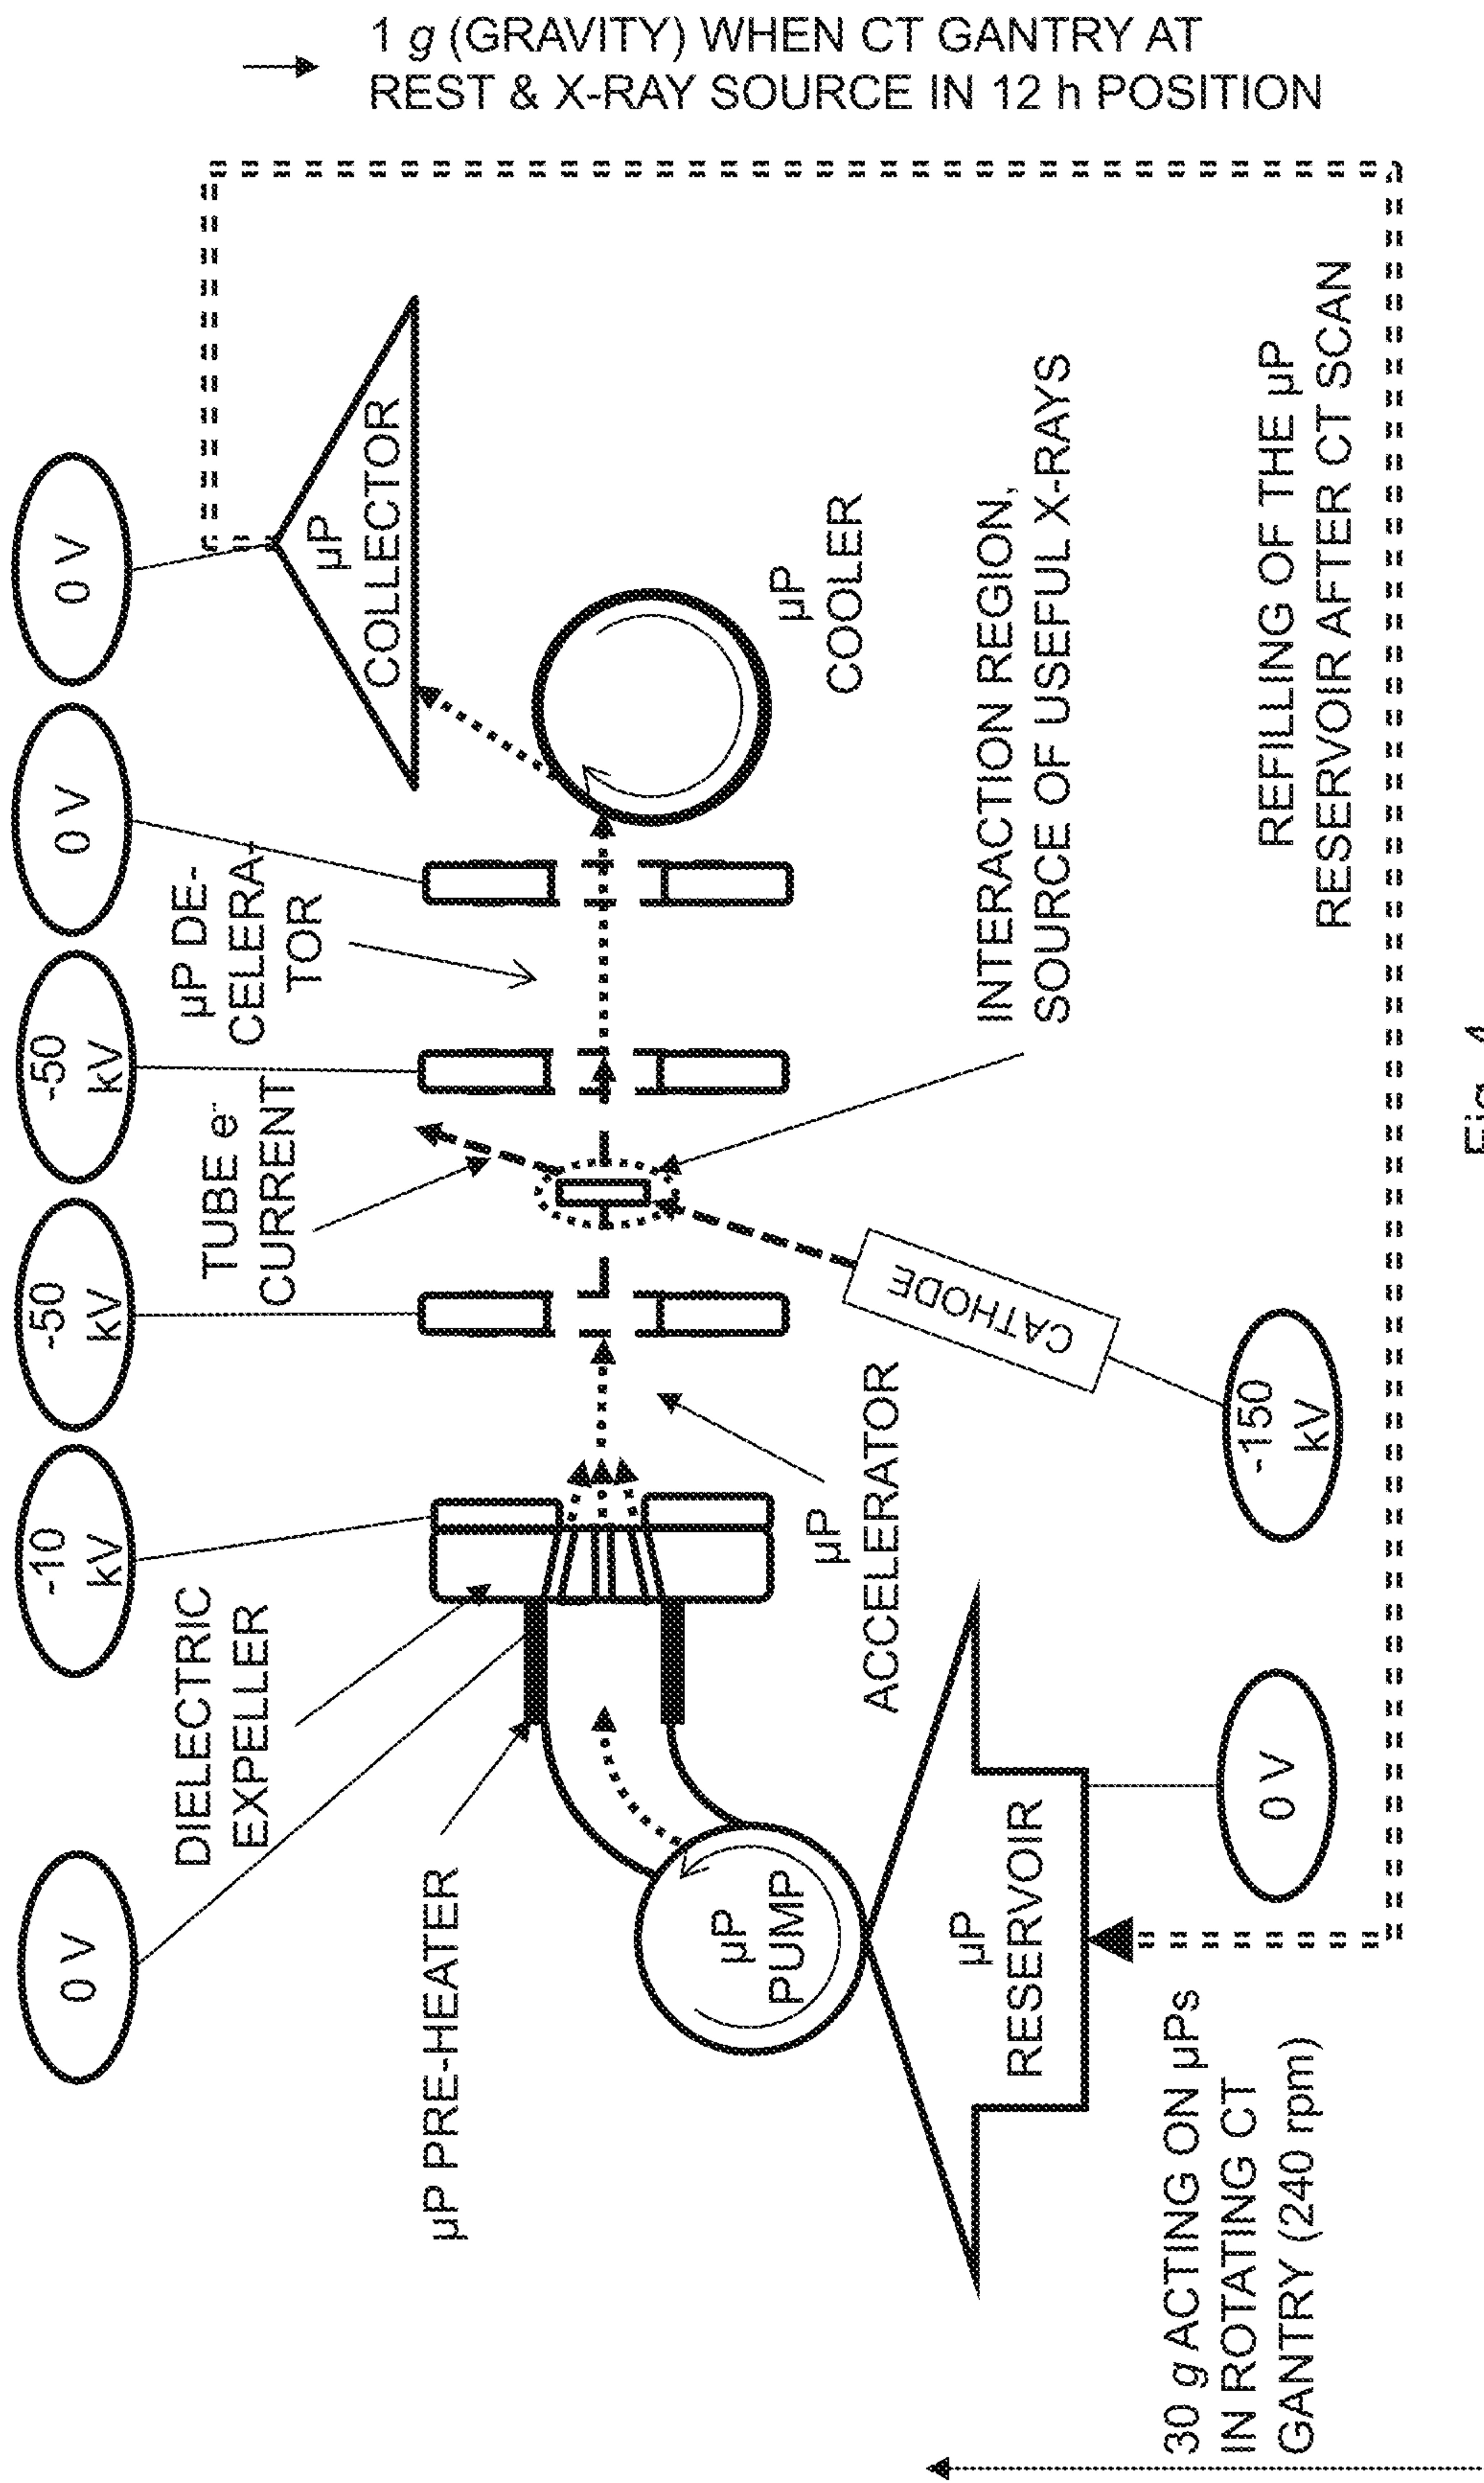 0 V
-10
kV
-50
kV
-50
kV
0 V
0 V
DIELECTRIC
EXPELLER
TUBE e⁻
CURRENT
µP DE-
CELERA-
TOR
µP
COLLECTOR
1 g (GRAVITY) WHEN CT GANTRY AT
REST & X-RAY SOURCE IN 12 h POSITION
µP PRE-HEATER
µP
PUMP
µP
ACCELERATOR
CATHODE
µP
COOLER
µP
RESERVOIR
INTERACTION REGION,
SOURCE OF USEFUL X-RAYS
30 g ACTING ON µPs
IN ROTATING CT
GANTRY (240 rpm)
0 V
-150
kV
REFILLING OF THE µP
RESERVOIR AFTER CT SCAN
Fig. 4